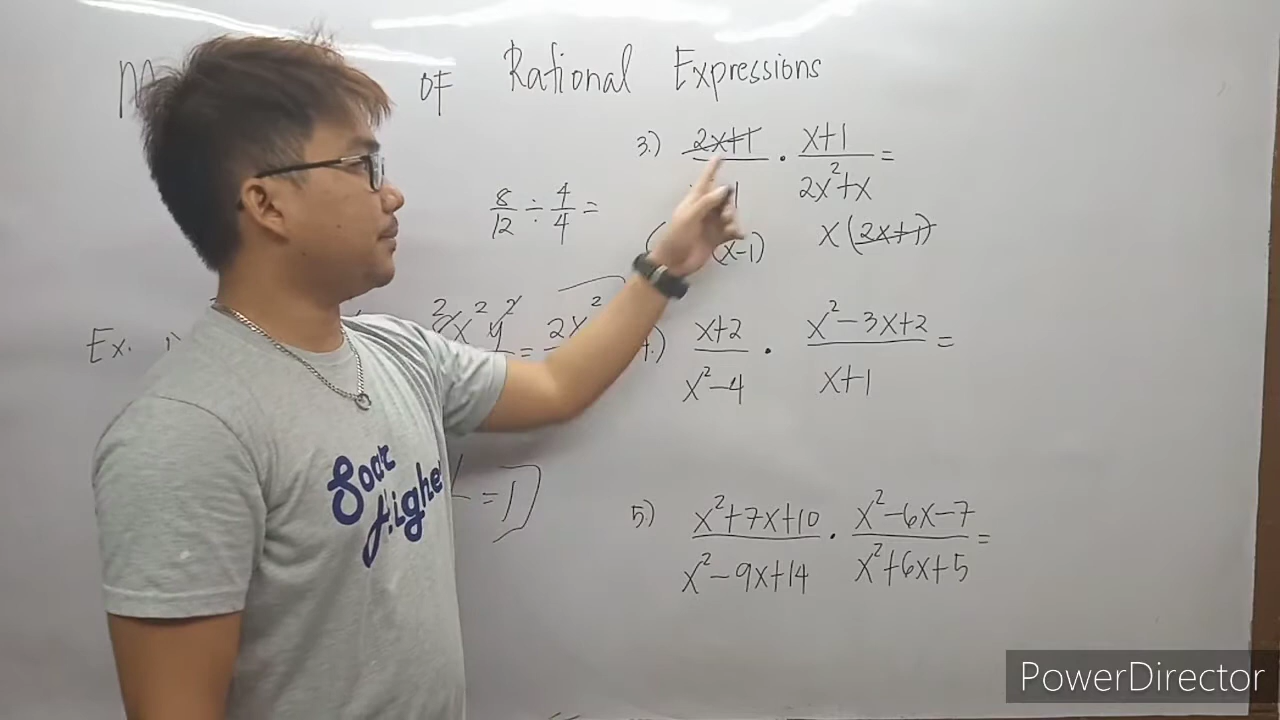 OF Rational Expressions
3.) 2x+1 / 1 · x+1 / 2x²+x =
(x-1) x(2x+1)
8/12 ÷ 4/4 =
Ex.
2x²
4.) x+2 / x²-4 · x²-3x+2 / x+1 =
= 1
5.) x²+7x+10 / x²-9x+14 · x²-6x-7 / x²+6x+5 =
Soar
Higher
PowerDirector